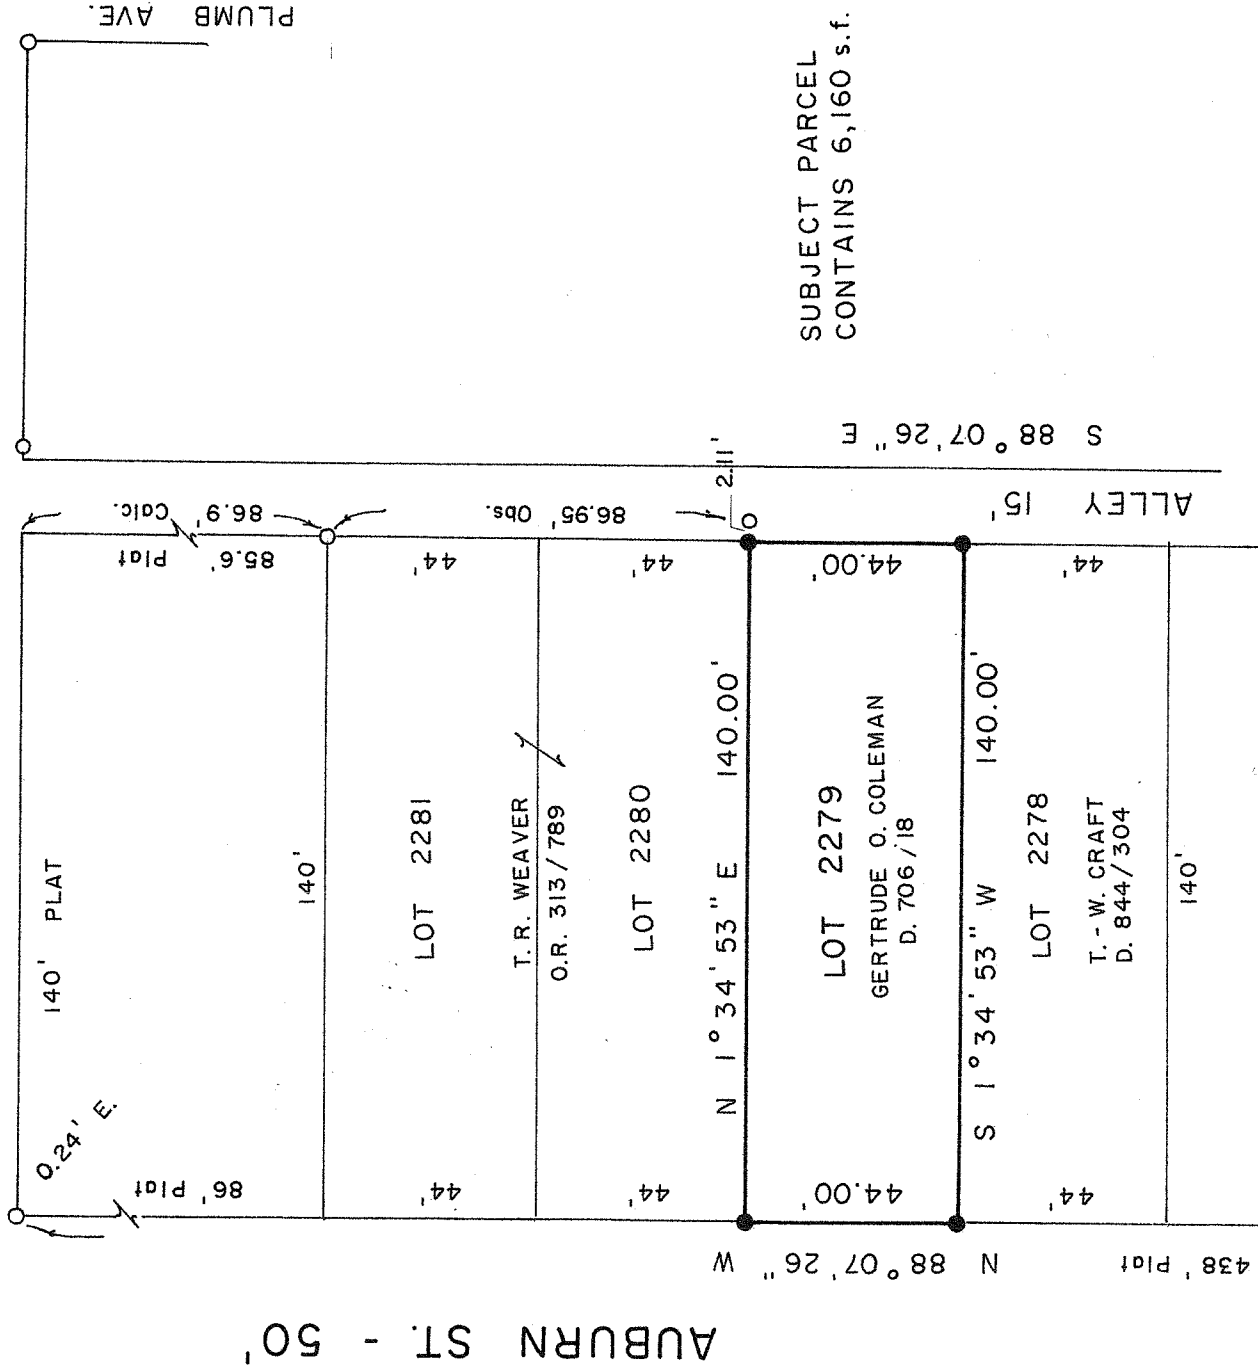 PLUMB AVE.
SUBJECT PARCEL
CONTAINS 6,160 s.f.
S 88° 07' 26" E
ALLEY 15'
2.11'
86.9' Calc.
85.6' Plat
86.95' Obs.
44'
44'
44.00'
44'
140' PLAT
140'
LOT 2281
T. R. WEAVER
O.R. 313 / 789
LOT 2280
N 1° 34' 53" E 140.00'
LOT 2279
GERTRUDE O. COLEMAN
D. 706 / 18
S 1° 34' 53" W 140.00'
LOT 2278
T. - W. CRAFT
D. 844/304
140'
0.24' E.
86' Plat
44'
44'
44.00'
44'
N 88° 07' 26" W
438' Plat
AUBURN ST. - 50'